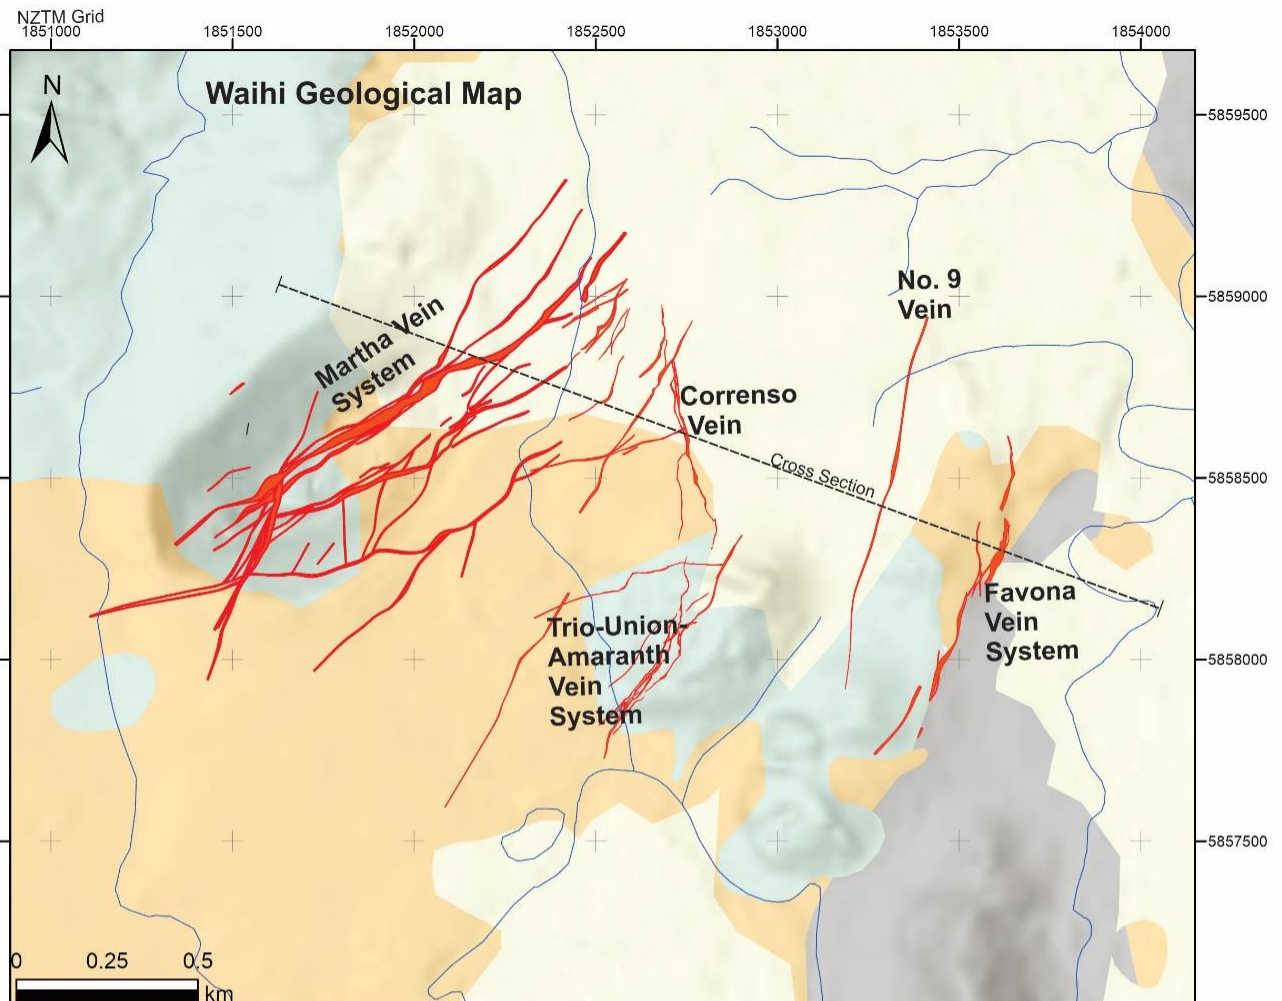 NZTM Grid
1851000 1851500 1852000 1852500 1853000 1853500 1854000
N
Waihi Geological Map
5859500
No. 9
Vein
5859000
Martha Vein
System
Correnso
Vein
Cross Section
5858500
Favona
Vein
System
Trio-Union-
Amaranth
Vein
System
5858000
5857500
0 0.25 0.5
km